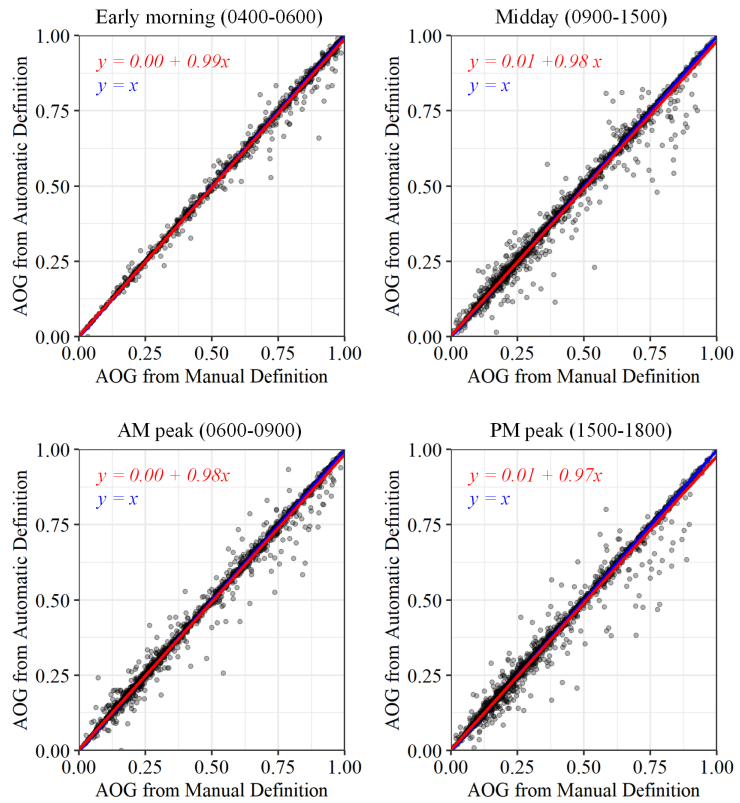 Early morning (0400-0600)
y = 0.00 + 0.99x
y = x
AOG from Automatic Definition
1.00
0.75
0.50
0.25
0.00
0.00 0.25 0.50 0.75 1.00
AOG from Manual Definition
Midday (0900-1500)
y = 0.01 +0.98 x
y = x
AOG from Automatic Definition
1.00
0.75
0.50
0.25
0.00
0.00 0.25 0.50 0.75 1.00
AOG from Manual Definition
AM peak (0600-0900)
y = 0.00 + 0.98x
y = x
AOG from Automatic Definition
1.00
0.75
0.50
0.25
0.00
0.00 0.25 0.50 0.75 1.00
AOG from Manual Definition
PM peak (1500-1800)
y = 0.01 + 0.97x
y = x
AOG from Automatic Definition
1.00
0.75
0.50
0.25
0.00
0.00 0.25 0.50 0.75 1.00
AOG from Manual Definition